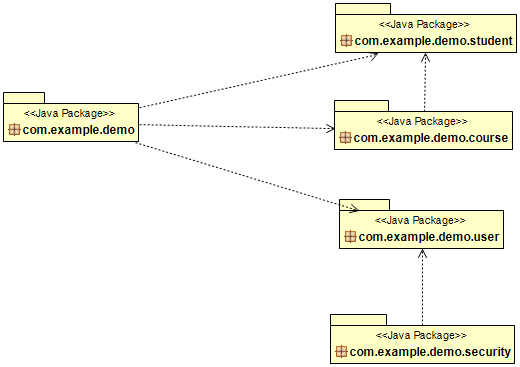 <<Java Package>>
com.example.demo.student
<<Java Package>>
com.example.demo
<<Java Package>>
com.example.demo.course
<<Java Package>>
com.example.demo.user
<<Java Package>>
com.example.demo.security